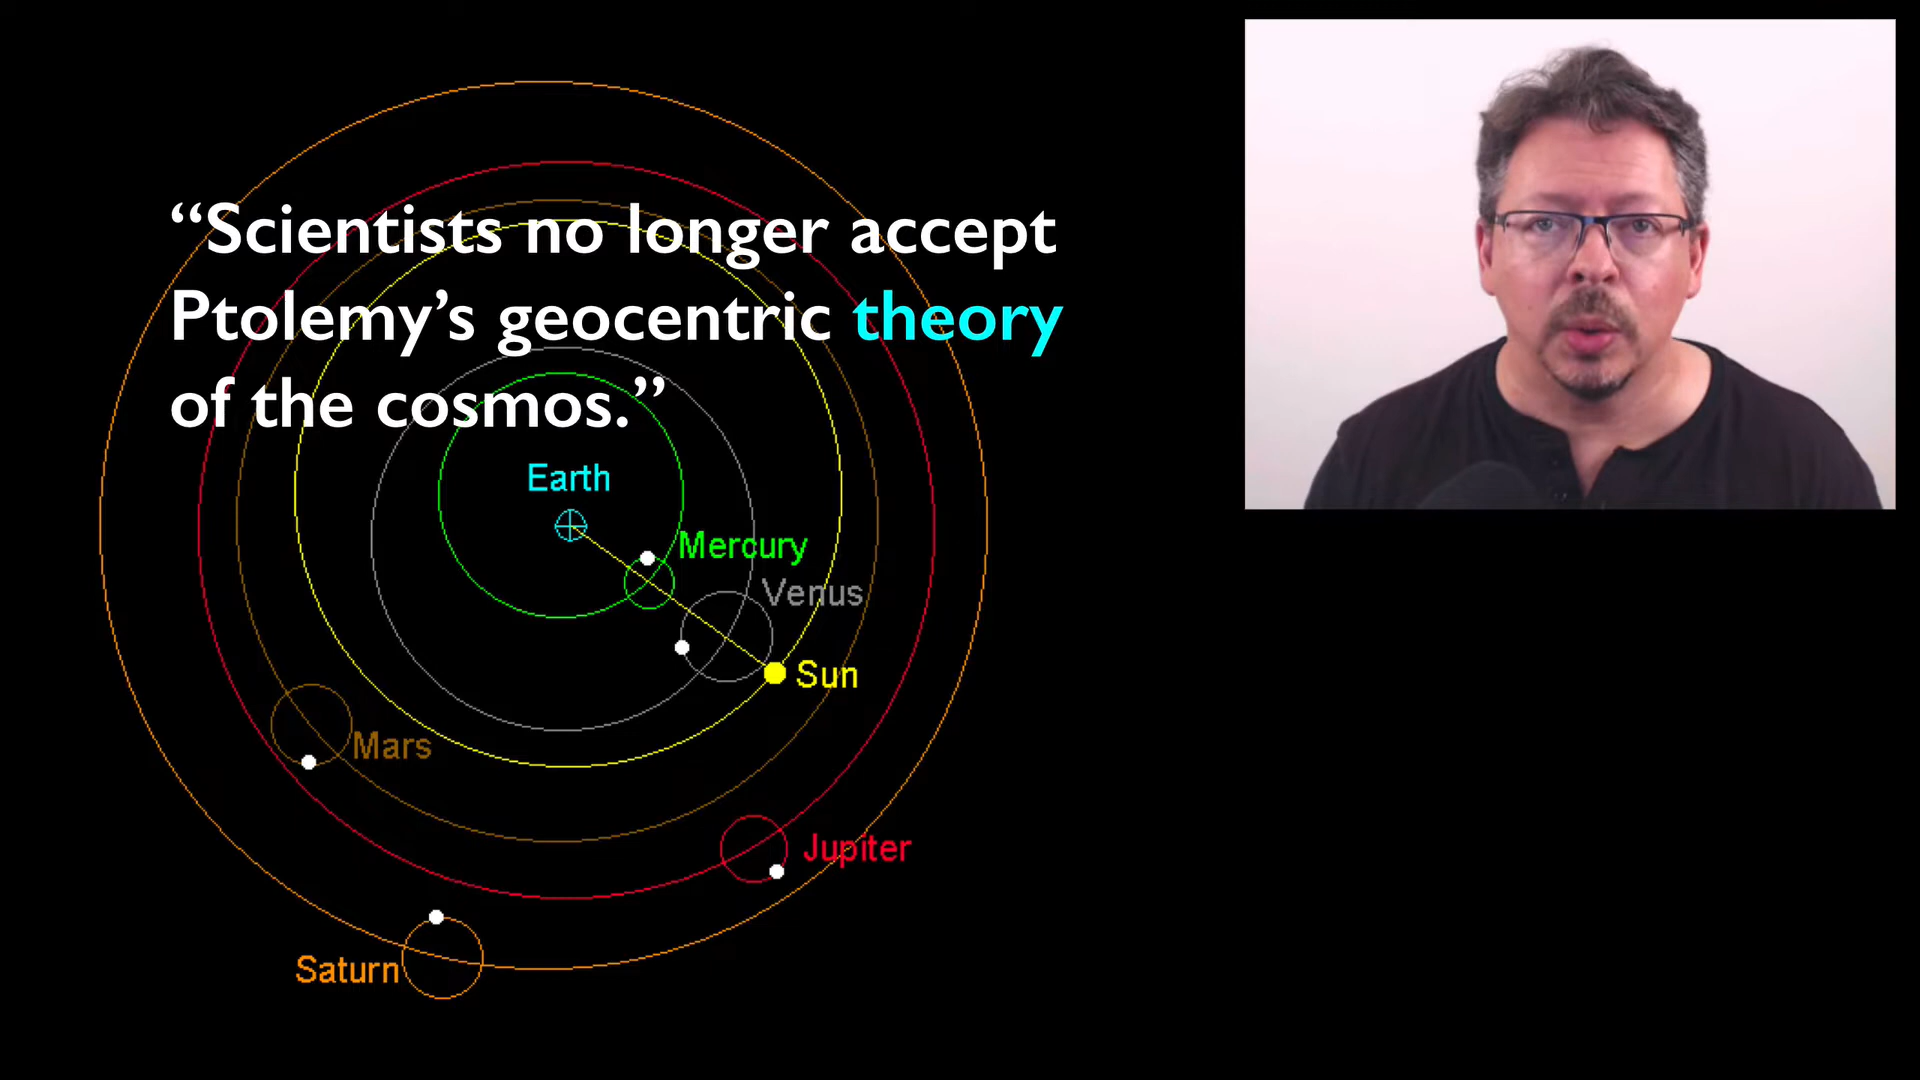 “Scientists no longer accept
Ptolemy’s geocentric theory
of the cosmos.”
Earth
Mercury
Venus
Sun
Mars
Jupiter
Saturn